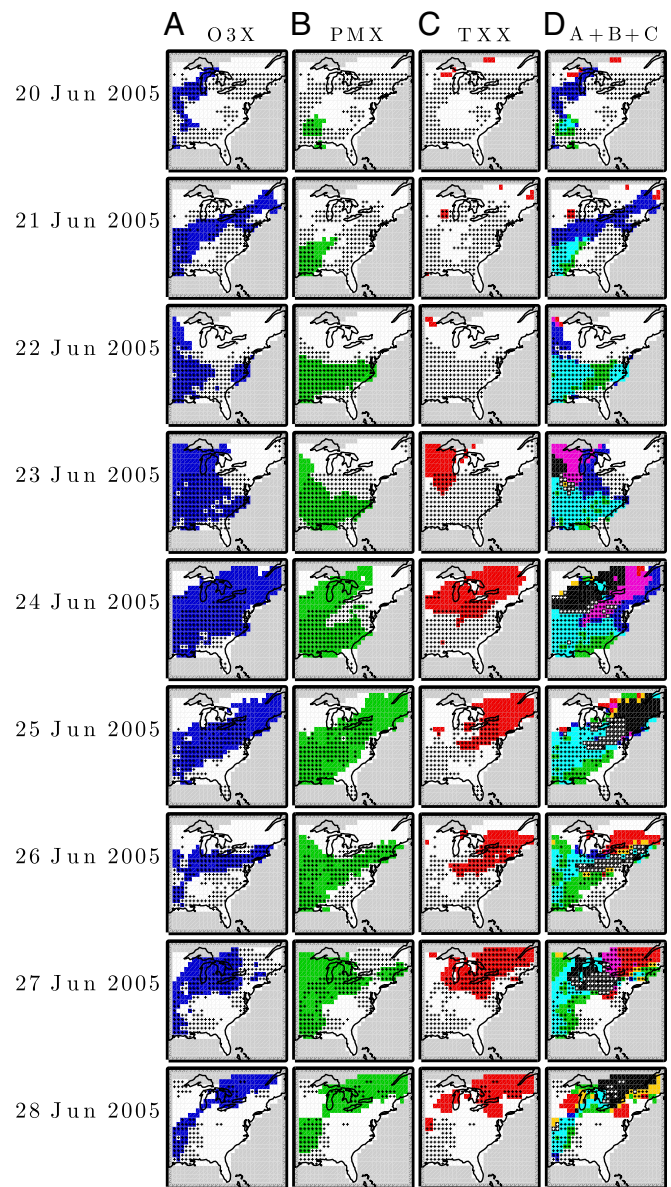 A B C D
O3X PMX TXX A+B+C
20 Jun 2005
21 Jun 2005
22 Jun 2005
23 Jun 2005
24 Jun 2005
25 Jun 2005
26 Jun 2005
27 Jun 2005
28 Jun 2005